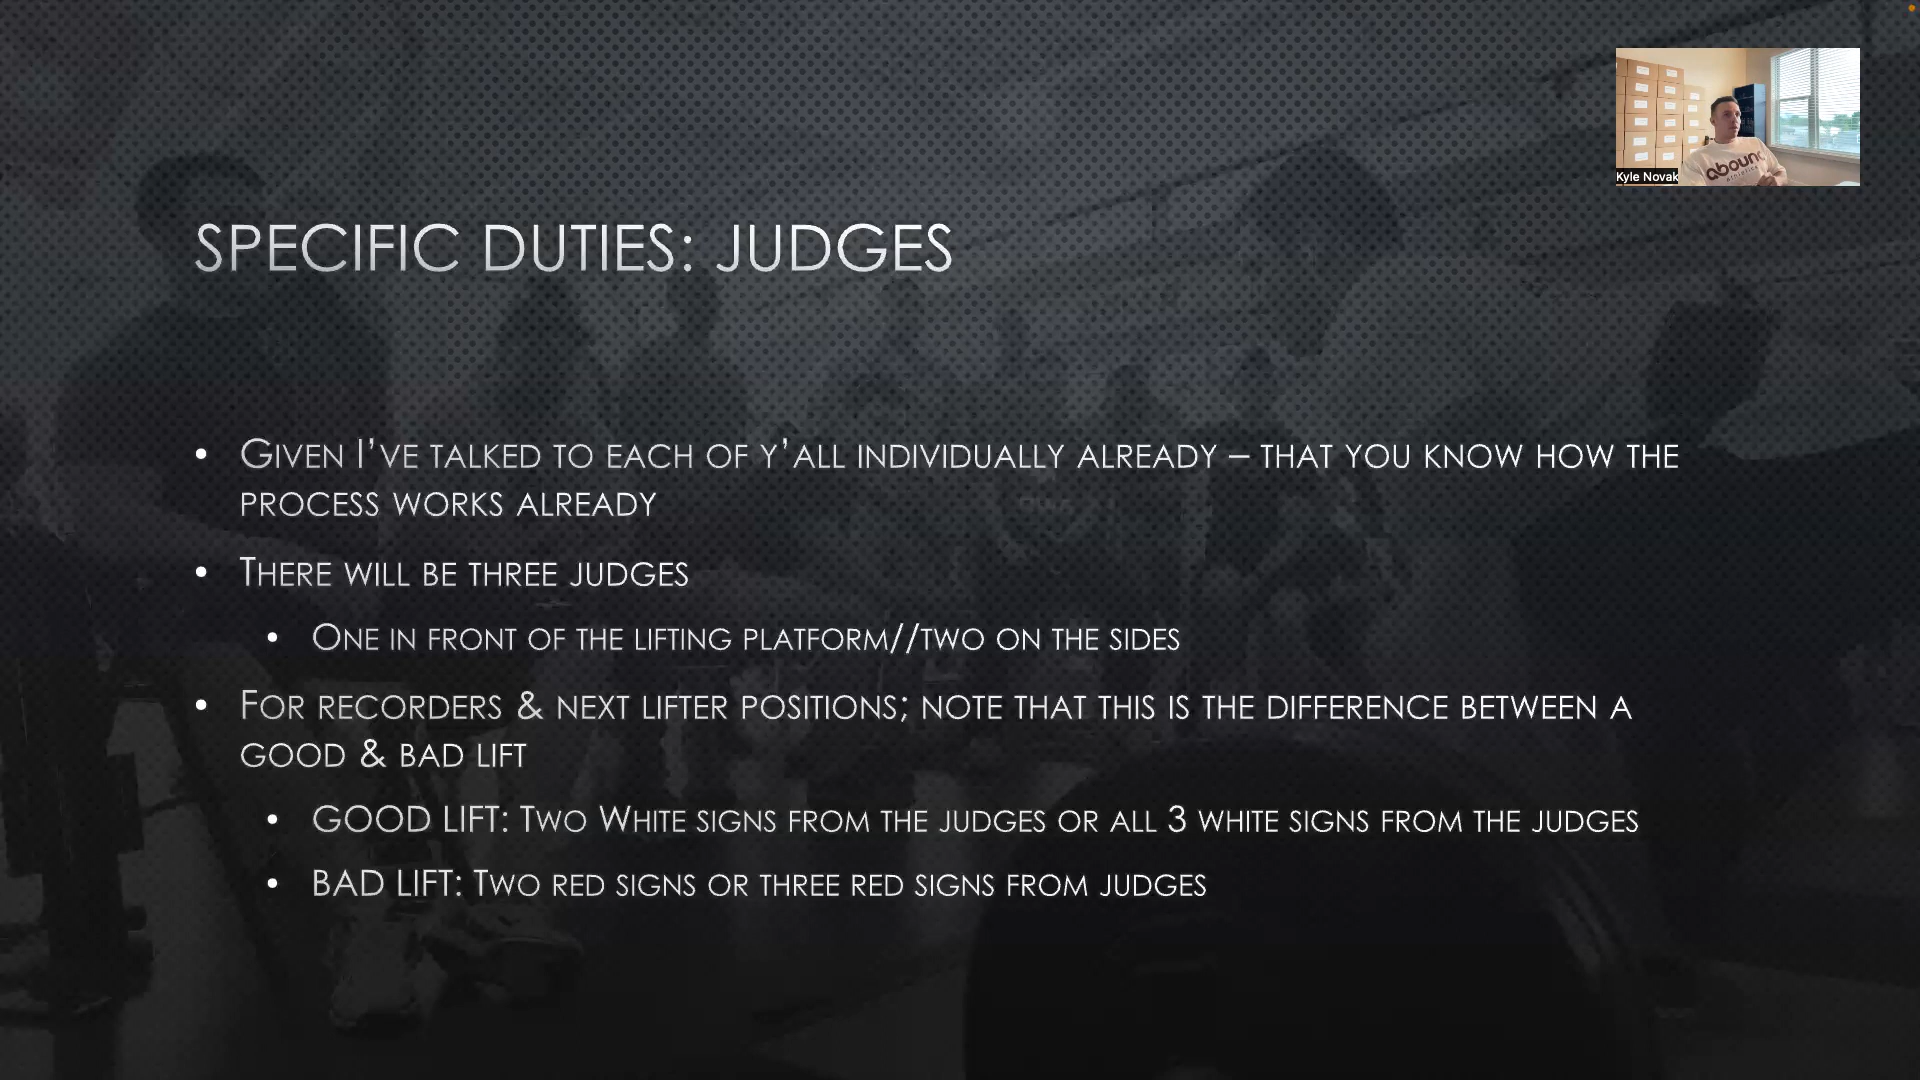 Kyle Novak
abound
SPECIFIC DUTIES: JUDGES
• GIVEN I'VE TALKED TO EACH OF Y'ALL INDIVIDUALLY ALREADY – THAT YOU KNOW HOW THE
PROCESS WORKS ALREADY
• THERE WILL BE THREE JUDGES
• ONE IN FRONT OF THE LIFTING PLATFORM//TWO ON THE SIDES
• FOR RECORDERS & NEXT LIFTER POSITIONS; NOTE THAT THIS IS THE DIFFERENCE BETWEEN A
GOOD & BAD LIFT
• GOOD LIFT: TWO WHITE SIGNS FROM THE JUDGES OR ALL 3 WHITE SIGNS FROM THE JUDGES
• BAD LIFT: TWO RED SIGNS OR THREE RED SIGNS FROM JUDGES